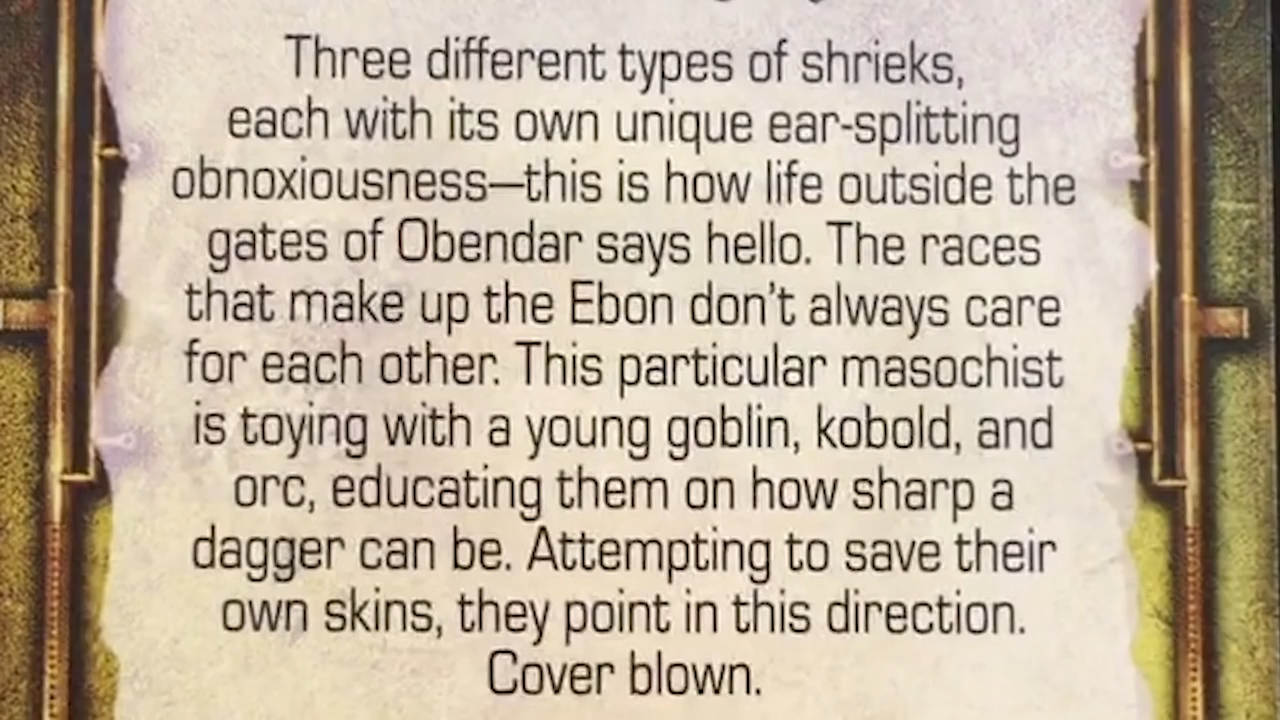 Three different types of shrieks,
each with its own unique ear-splitting
obnoxiousness—this is how life outside the
gates of Obendar says hello. The races
that make up the Ebon don't always care
for each other. This particular masochist
is toying with a young goblin, kobold, and
orc, educating them on how sharp a
dagger can be. Attempting to save their
own skins, they point in this direction.
Cover blown.